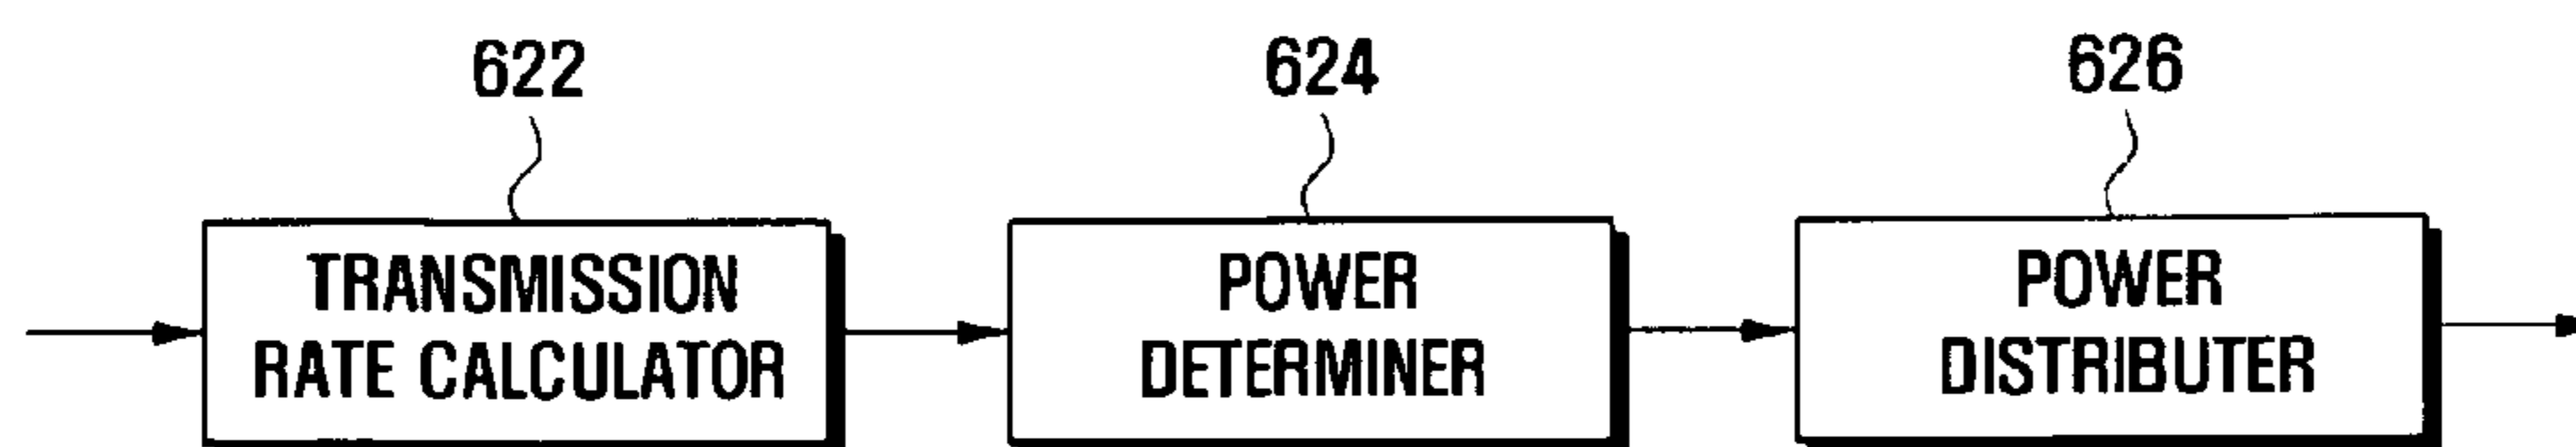 622
624
626
TRANSMISSION
RATE CALCULATOR
POWER
DETERMINER
POWER
DISTRIBUTER